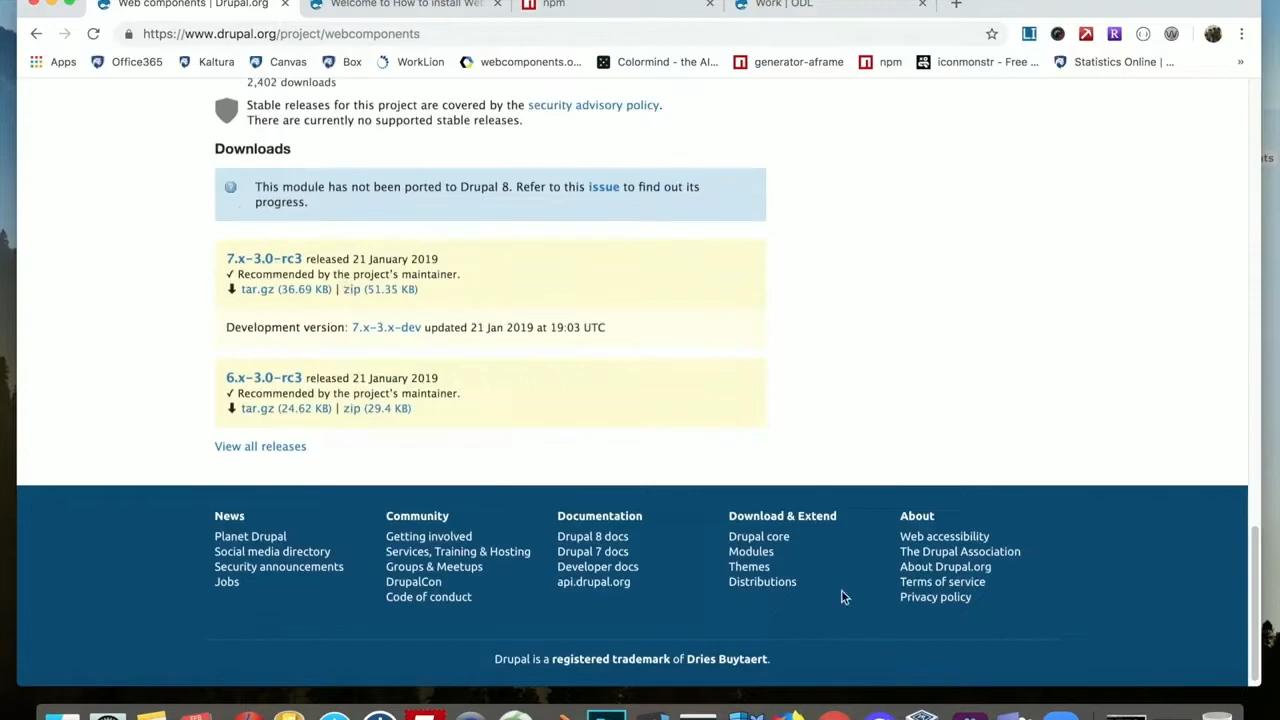 Web components | Drupal.org
Welcome to How to install Web
npm
Work | ODL
https://www.drupal.org/project/webcomponents
Apps
Office365
Kaltura
Canvas
Box
WorkLion
webcomponents.o...
Colormind - the AI...
generator-aframe
npm
iconmonstr - Free ...
Statistics Online | ...
»
2,402 downloads
Stable releases for this project are covered by the security advisory policy.
There are currently no supported stable releases.
Downloads
This module has not been ported to Drupal 8. Refer to this issue to find out its
progress.
7.x-3.0-rc3 released 21 January 2019
✓ Recommended by the project's maintainer.
tar.gz (36.69 KB) | zip (51.35 KB)
Development version: 7.x-3.x-dev updated 21 Jan 2019 at 19:03 UTC
6.x-3.0-rc3 released 21 January 2019
✓ Recommended by the project's maintainer.
tar.gz (24.62 KB) | zip (29.4 KB)
View all releases
News
Planet Drupal
Social media directory
Security announcements
Jobs
Community
Getting involved
Services, Training & Hosting
Groups & Meetups
DrupalCon
Code of conduct
Documentation
Drupal 8 docs
Drupal 7 docs
Developer docs
api.drupal.org
Download & Extend
Drupal core
Modules
Themes
Distributions
About
Web accessibility
The Drupal Association
About Drupal.org
Terms of service
Privacy policy
Drupal is a registered trademark of Dries Buytaert.